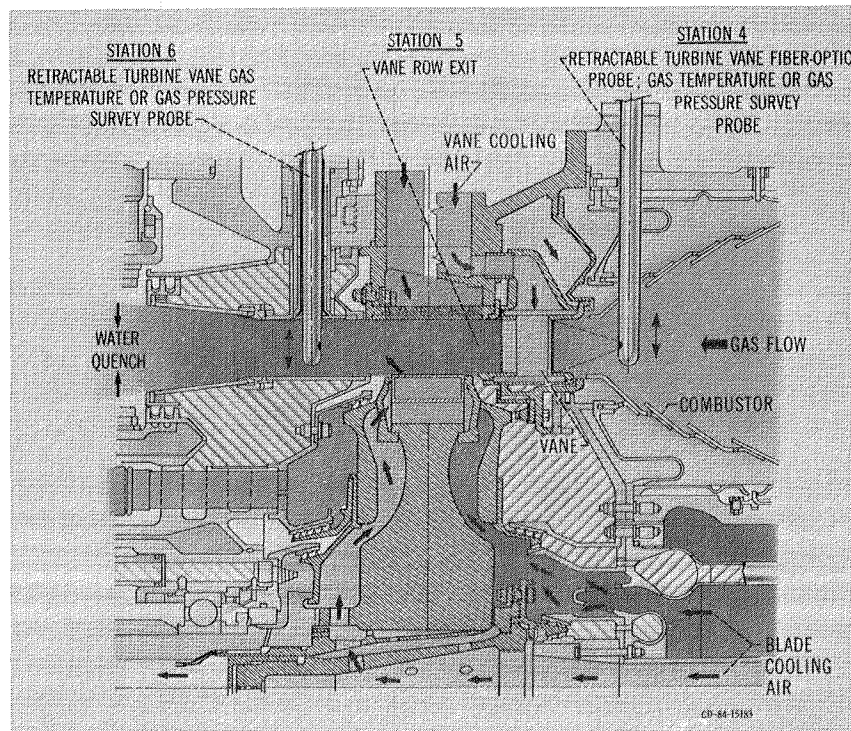 STATION 6
RETRACTABLE TURBINE VANE GAS
TEMPERATURE OR GAS PRESSURE
SURVEY PROBE
STATION 5
VANE ROW EXIT
STATION 4
RETRACTABLE TURBINE VANE FIBER-OPTIC
PROBE; GAS TEMPERATURE OR GAS
PRESSURE SURVEY
PROBE
VANE COOLING
AIR
WATER
QUENCH
GAS FLOW
COMBUSTOR
VANE
BLADE
COOLING
AIR
CD-84-15183